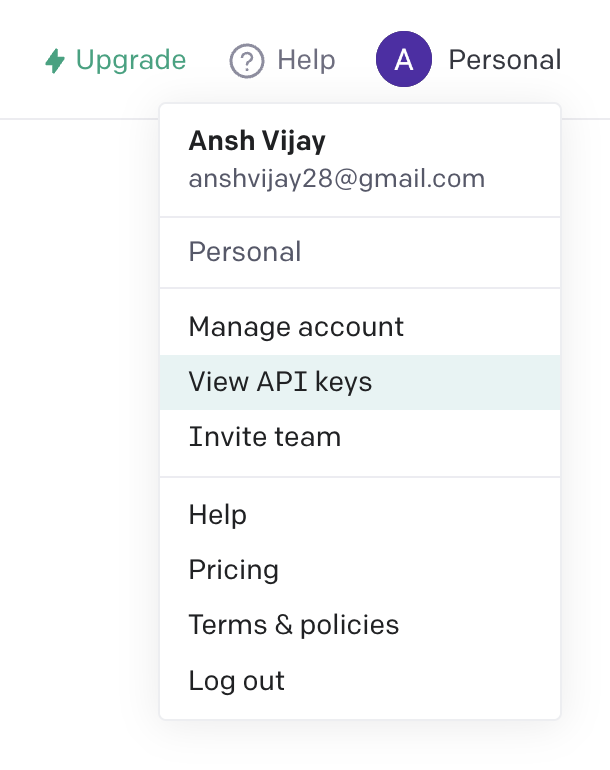 Upgrade
Help
A
Personal
Ansh Vijay
anshvijay28@gmail.com
Personal
Manage account
View API keys
Invite team
Help
Pricing
Terms & policies
Log out